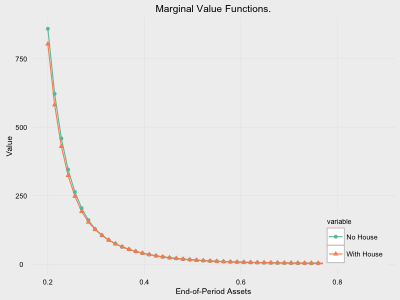 Marginal Value Functions.
Value
750
500
250
0
0.2
0.4
0.6
0.8
End-of-Period Assets
variable
No House
With House